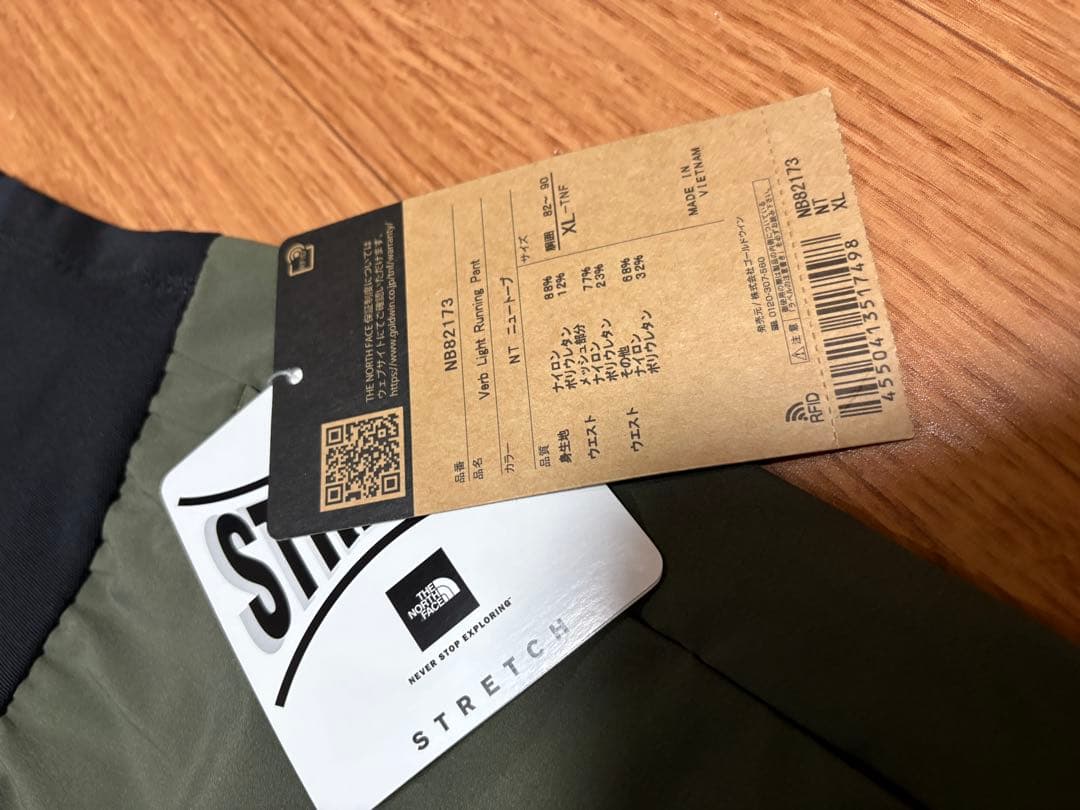 THE NORTH FACE 保証制度については
ウェブサイトにてご確認いただけます。
https://www.goldwin.co.jp/tnf/warranty/
品番 NB82173
品名 Verb Light Running Pant
カラー NT ニュートープ
サイズ
胴囲 82~ 90
XL-TNF
品質
身生地 ナイロン 88%
ポリウレタン 12%
ウエスト メッシュ部分
ナイロン 77%
ポリウレタン 23%
ウエスト その他
ナイロン 68%
ポリウレタン 32%
MADE IN
VIETNAM
発売元/株式会社ゴールドウイン
0120-307-560
注意
RFID
NB82173
NT
XL
4550413517498
THE
NORTH
FACE
NEVER STOP EXPLORING™
STRETCH